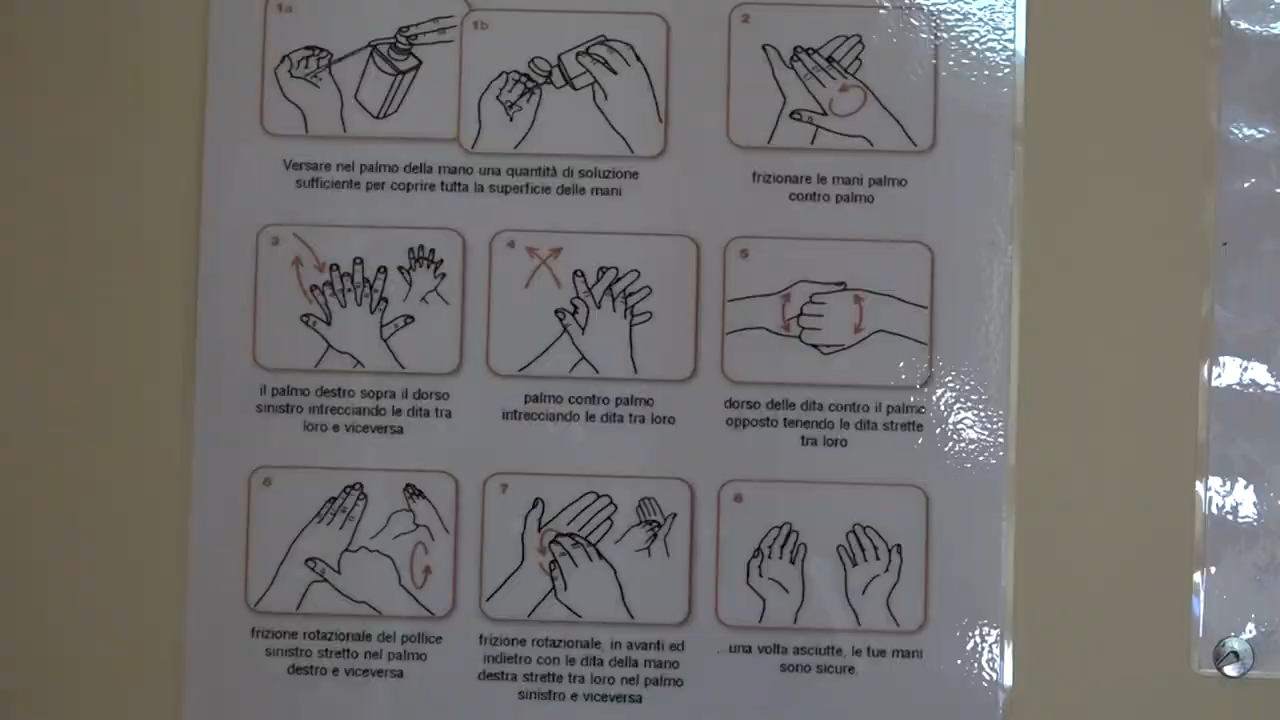 1a
1b
2
Versare nel palmo della mano una quantità di soluzione
sufficiente per coprire tutta la superficie delle mani
frizionare le mani palmo
contro palmo
3
4
5
il palmo destro sopra il dorso
sinistro intrecciando le dita tra
loro e viceversa
palmo contro palmo
intrecciando le dita tra loro
dorso delle dita contro il palmo
opposto tenendo le dita strette
tra loro
6
7
8
frizione rotazionale del pollice
sinistro stretto nel palmo
destro e viceversa
frizione rotazionale, in avanti ed
indietro con le dita della mano
destra strette tra loro nel palmo
sinistro e viceversa
...una volta asciutte, le tue mani
sono sicure.